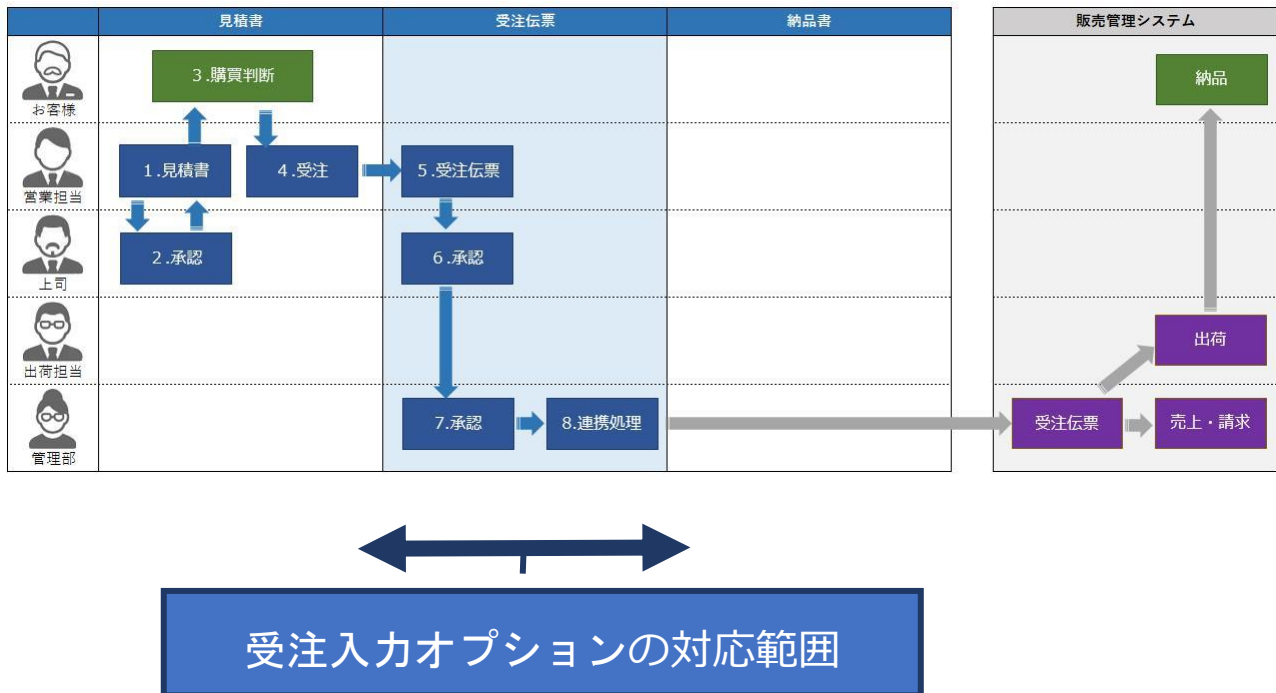 見積書
受注伝票
納品書
販売管理システム
お客様
3.購買判断
納品
営業担当
1.見積書
4.受注
5.受注伝票
上司
2.承認
6.承認
出荷担当
出荷
管理部
7.承認
8.連携処理
受注伝票
売上・請求
受注入力オプションの対応範囲